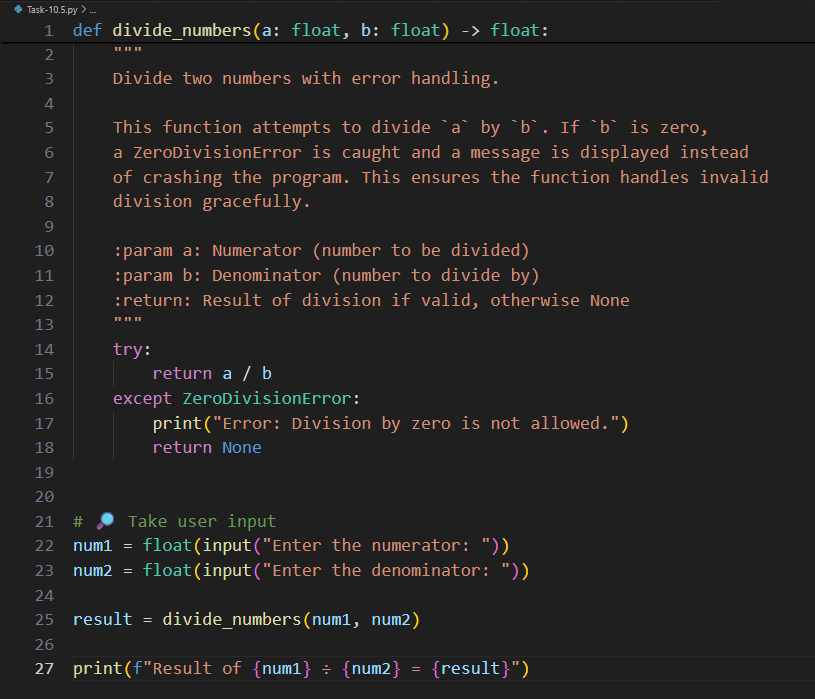 Task-10.5.py > ...
1 def divide_numbers(a: float, b: float) -> float:
2     """
3     Divide two numbers with error handling.
4
5     This function attempts to divide `a` by `b`. If `b` is zero,
6     a ZeroDivisionError is caught and a message is displayed instead
7     of crashing the program. This ensures the function handles invalid
8     division gracefully.
9
10     :param a: Numerator (number to be divided)
11     :param b: Denominator (number to divide by)
12     :return: Result of division if valid, otherwise None
13     """
14     try:
15         return a / b
16     except ZeroDivisionError:
17         print("Error: Division by zero is not allowed.")
18         return None
19
20
21 # 🔎 Take user input
22 num1 = float(input("Enter the numerator: "))
23 num2 = float(input("Enter the denominator: "))
24
25 result = divide_numbers(num1, num2)
26
27 print(f"Result of {num1} ÷ {num2} = {result}")